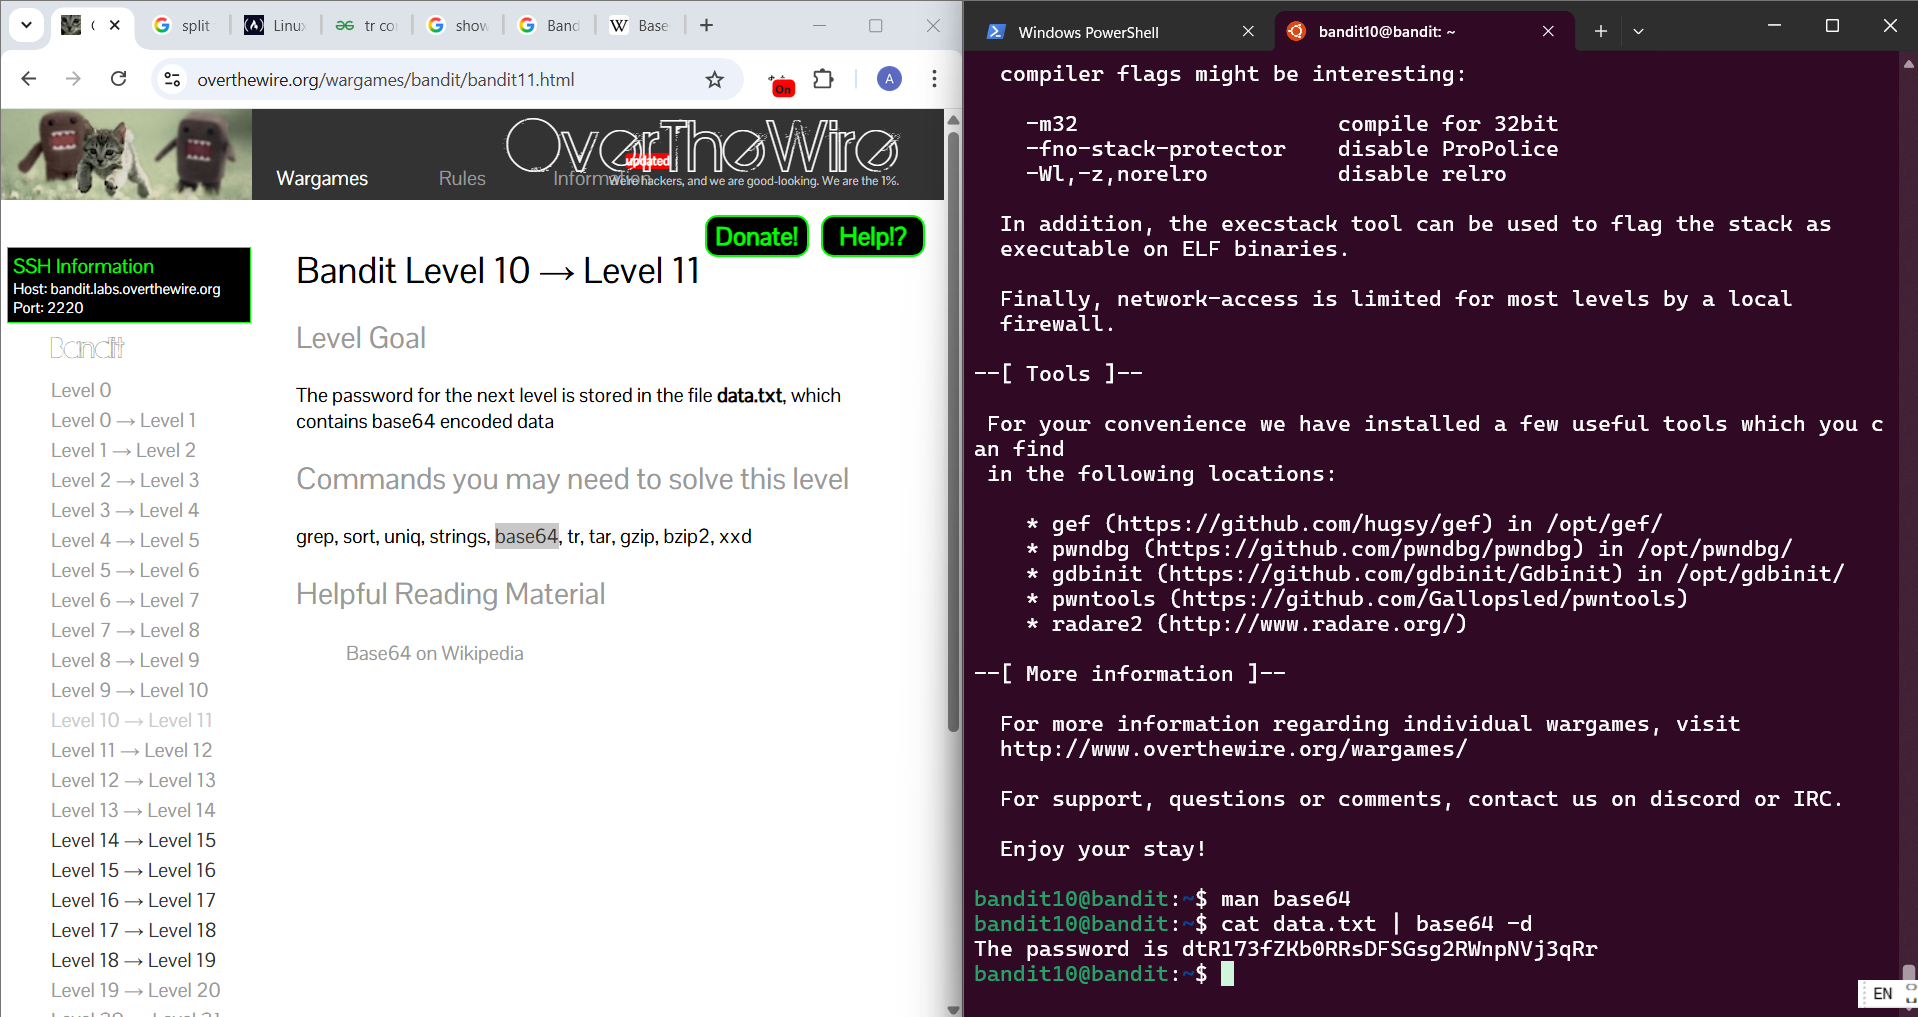 split
Linu
tr co
show
Band
Base
overthewire.org/wargames/bandit/bandit11.html
On
A
OverTheWire
updated
We're hackers, and we are good-looking. We are the 1%.
Wargames
Rules
Information
Donate!
Help!?
SSH Information
Host: bandit.labs.overthewire.org
Port: 2220
Bandit
Level 0
Level 0 → Level 1
Level 1 → Level 2
Level 2 → Level 3
Level 3 → Level 4
Level 4 → Level 5
Level 5 → Level 6
Level 6 → Level 7
Level 7 → Level 8
Level 8 → Level 9
Level 9 → Level 10
Level 10 → Level 11
Level 11 → Level 12
Level 12 → Level 13
Level 13 → Level 14
Level 14 → Level 15
Level 15 → Level 16
Level 16 → Level 17
Level 17 → Level 18
Level 18 → Level 19
Level 19 → Level 20
Bandit Level 10 → Level 11
Level Goal
The password for the next level is stored in the file data.txt, which
contains base64 encoded data
Commands you may need to solve this level
grep, sort, uniq, strings, base64, tr, tar, gzip, bzip2, xxd
Helpful Reading Material
Base64 on Wikipedia
Windows PowerShell
bandit10@bandit: ~
compiler flags might be interesting:
-m32 compile for 32bit
-fno-stack-protector disable ProPolice
-Wl,-z,norelro disable relro
In addition, the execstack tool can be used to flag the stack as
executable on ELF binaries.
Finally, network-access is limited for most levels by a local
firewall.
--[ Tools ]--
For your convenience we have installed a few useful tools which you c
an find
in the following locations:
* gef (https://github.com/hugsy/gef) in /opt/gef/
* pwndbg (https://github.com/pwndbg/pwndbg) in /opt/pwndbg/
* gdbinit (https://github.com/gdbinit/Gdbinit) in /opt/gdbinit/
* pwntools (https://github.com/Gallopsled/pwntools)
* radare2 (http://www.radare.org/)
--[ More information ]--
For more information regarding individual wargames, visit
http://www.overthewire.org/wargames/
For support, questions or comments, contact us on discord or IRC.
Enjoy your stay!
bandit10@bandit:~$ man base64
bandit10@bandit:~$ cat data.txt | base64 -d
The password is dtR173fZKb0RRsDFSGsg2RWnpNVj3qRr
bandit10@bandit:~$
EN